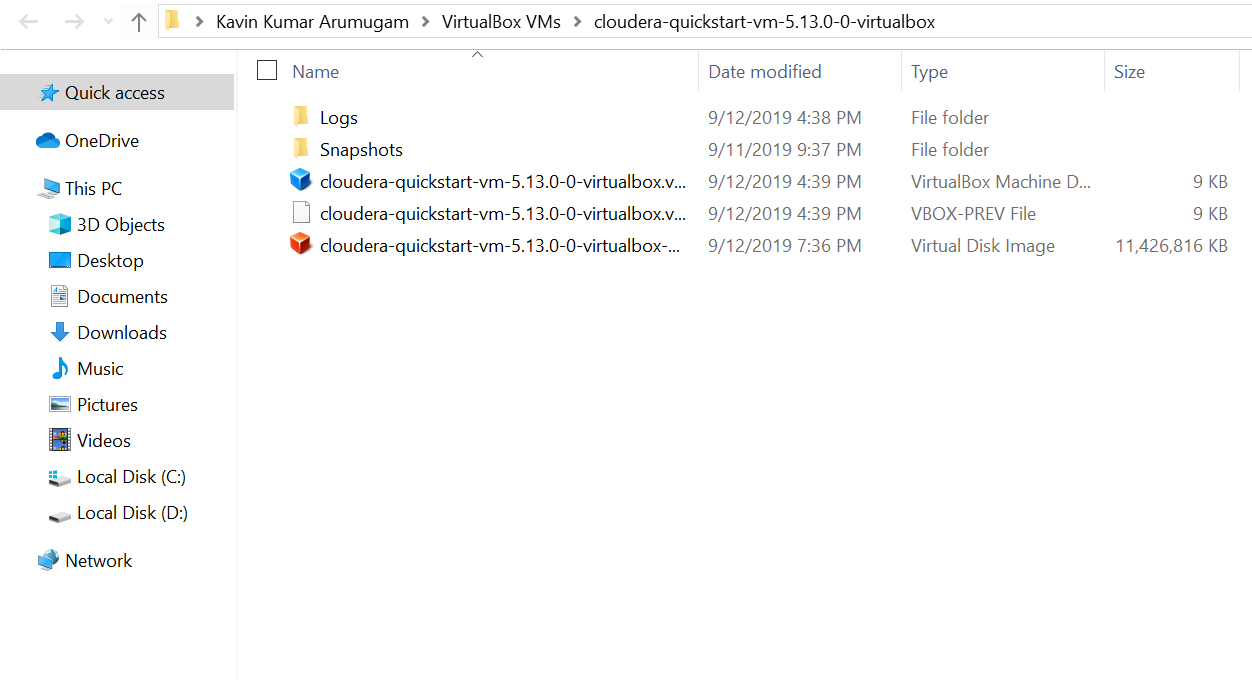 Kavin Kumar Arumugam > VirtualBox VMs > cloudera-quickstart-vm-5.13.0-0-virtualbox
Quick access
OneDrive
This PC
3D Objects
Desktop
Documents
Downloads
Music
Pictures
Videos
Local Disk (C:)
Local Disk (D:)
Network
Name Date modified Type Size
Logs 9/12/2019 4:38 PM File folder
Snapshots 9/11/2019 9:37 PM File folder
cloudera-quickstart-vm-5.13.0-0-virtualbox.v... 9/12/2019 4:39 PM VirtualBox Machine D... 9 KB
cloudera-quickstart-vm-5.13.0-0-virtualbox.v... 9/12/2019 4:39 PM VBOX-PREV File 9 KB
cloudera-quickstart-vm-5.13.0-0-virtualbox-... 9/12/2019 7:36 PM Virtual Disk Image 11,426,816 KB